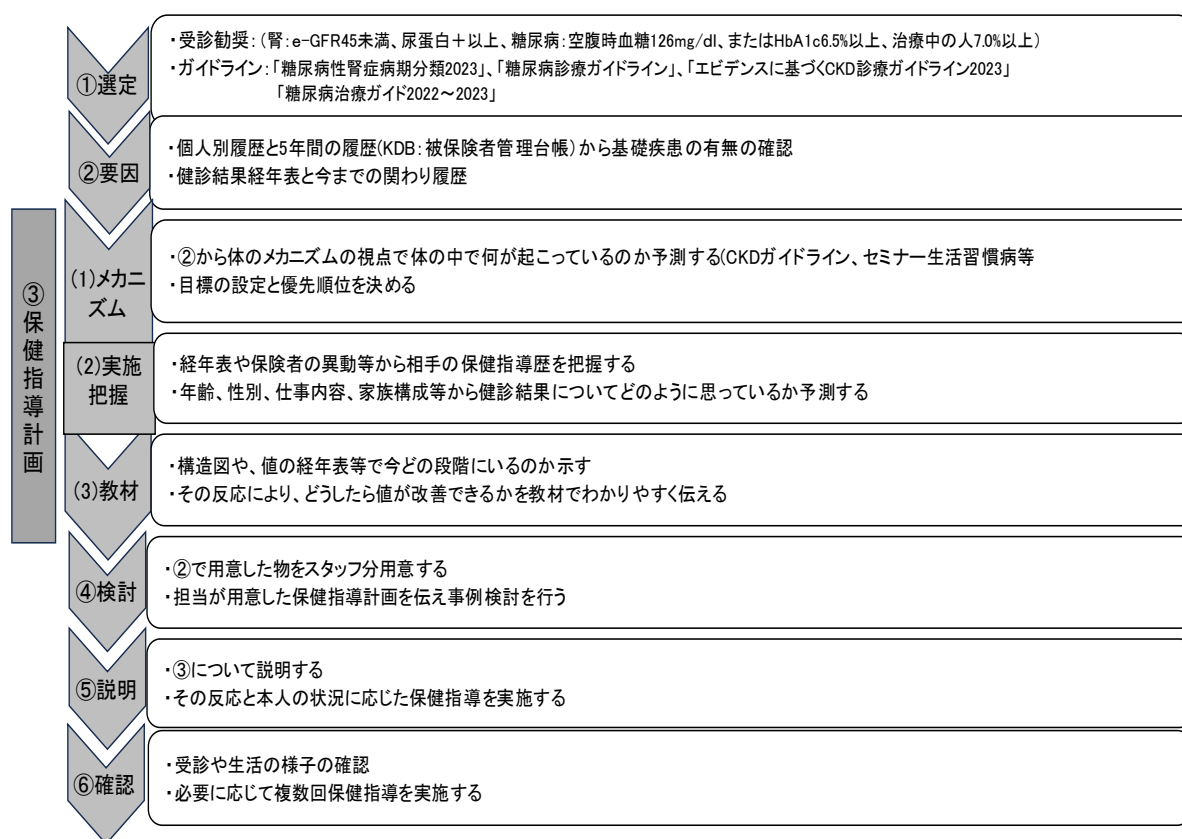 ①選定
・受診勧奨：(腎：e-GFR45未満、尿蛋白＋以上、糖尿病：空腹時血糖126mg/dl、またはHbA1c6.5%以上、治療中の人7.0%以上)
・ガイドライン：「糖尿病性腎症病期分類2023」、「糖尿病診療ガイドライン」、「エビデンスに基づくCKD診療ガイドライン2023」
「糖尿病治療ガイド2022～2023」
②要因
・個人別履歴と5年間の履歴(KDB：被保険者管理台帳)から基礎疾患の有無の確認
・健診結果経年表と今までの関わり履歴
③保健指導計画
(1)メカニ
ズム
・②から体のメカニズムの視点で体の中で何が起こっているのか予測する(CKDガイドライン、セミナー生活習慣病等
・目標の設定と優先順位を決める
(2)実施
把握
・経年表や保険者の異動等から相手の保健指導歴を把握する
・年齢、性別、仕事内容、家族構成等から健診結果についてどのように思っているか予測する
(3)教材
・構造図や、値の経年表等で今どの段階にいるのか示す
・その反応により、どうしたら値が改善できるかを教材でわかりやすく伝える
④検討
・②で用意した物をスタッフ分用意する
・担当が用意した保健指導計画を伝え事例検討を行う
⑤説明
・③について説明する
・その反応と本人の状況に応じた保健指導を実施する
⑥確認
・受診や生活の様子の確認
・必要に応じて複数回保健指導を実施する